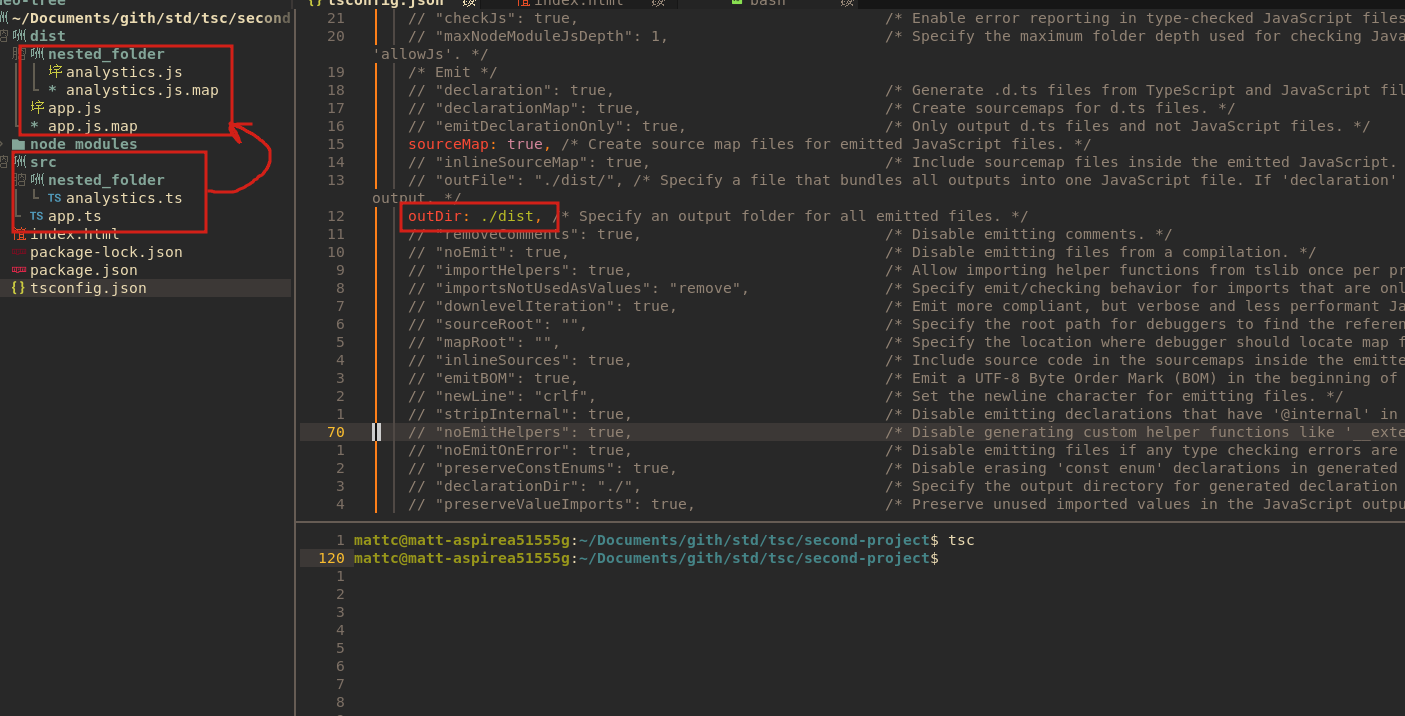 neo-tree
tsconfig.json
index.html
bash
~/Documents/gith/std/tsc/second
dist
nested_folder
analystics.js
* analystics.js.map
app.js
* app.js.map
node_modules
src
nested_folder
TS analystics.ts
TS app.ts
index.html
package-lock.json
package.json
{} tsconfig.json
21 // "checkJs": true, /* Enable error reporting in type-checked JavaScript files
20 // "maxNodeModuleJsDepth": 1, /* Specify the maximum folder depth used for checking Java
'allowJs'. */
19 /* Emit */
18 // "declaration": true, /* Generate .d.ts files from TypeScript and JavaScript fil
17 // "declarationMap": true, /* Create sourcemaps for d.ts files. */
16 // "emitDeclarationOnly": true, /* Only output d.ts files and not JavaScript files. */
15 sourceMap: true, /* Create source map files for emitted JavaScript files. */
14 // "inlineSourceMap": true, /* Include sourcemap files inside the emitted JavaScript.
13 // "outFile": "./dist/", /* Specify a file that bundles all outputs into one JavaScript file. If 'declaration'
output. */
12 outDir: ./dist, /* Specify an output folder for all emitted files. */
11 // "removeComments": true, /* Disable emitting comments. */
10 // "noEmit": true, /* Disable emitting files from a compilation. */
9 // "importHelpers": true, /* Allow importing helper functions from tslib once per pr
8 // "importsNotUsedAsValues": "remove", /* Specify emit/checking behavior for imports that are onl
7 // "downlevelIteration": true, /* Emit more compliant, but verbose and less performant Ja
6 // "sourceRoot": "", /* Specify the root path for debuggers to find the referen
5 // "mapRoot": "", /* Specify the location where debugger should locate map f
4 // "inlineSources": true, /* Include source code in the sourcemaps inside the emitte
3 // "emitBOM": true, /* Emit a UTF-8 Byte Order Mark (BOM) in the beginning of
2 // "newLine": "crlf", /* Set the newline character for emitting files. */
1 // "stripInternal": true, /* Disable emitting declarations that have '@internal' in
70 // "noEmitHelpers": true, /* Disable generating custom helper functions like '__exte
1 // "noEmitOnError": true, /* Disable emitting files if any type checking errors are
2 // "preserveConstEnums": true, /* Disable erasing 'const enum' declarations in generated
3 // "declarationDir": "./", /* Specify the output directory for generated declaration
4 // "preserveValueImports": true, /* Preserve unused imported values in the JavaScript outpu
1 mattc@matt-aspirea51555g:~/Documents/gith/std/tsc/second-project$ tsc
120 mattc@matt-aspirea51555g:~/Documents/gith/std/tsc/second-project$
1
2
3
4
5
6
7
8